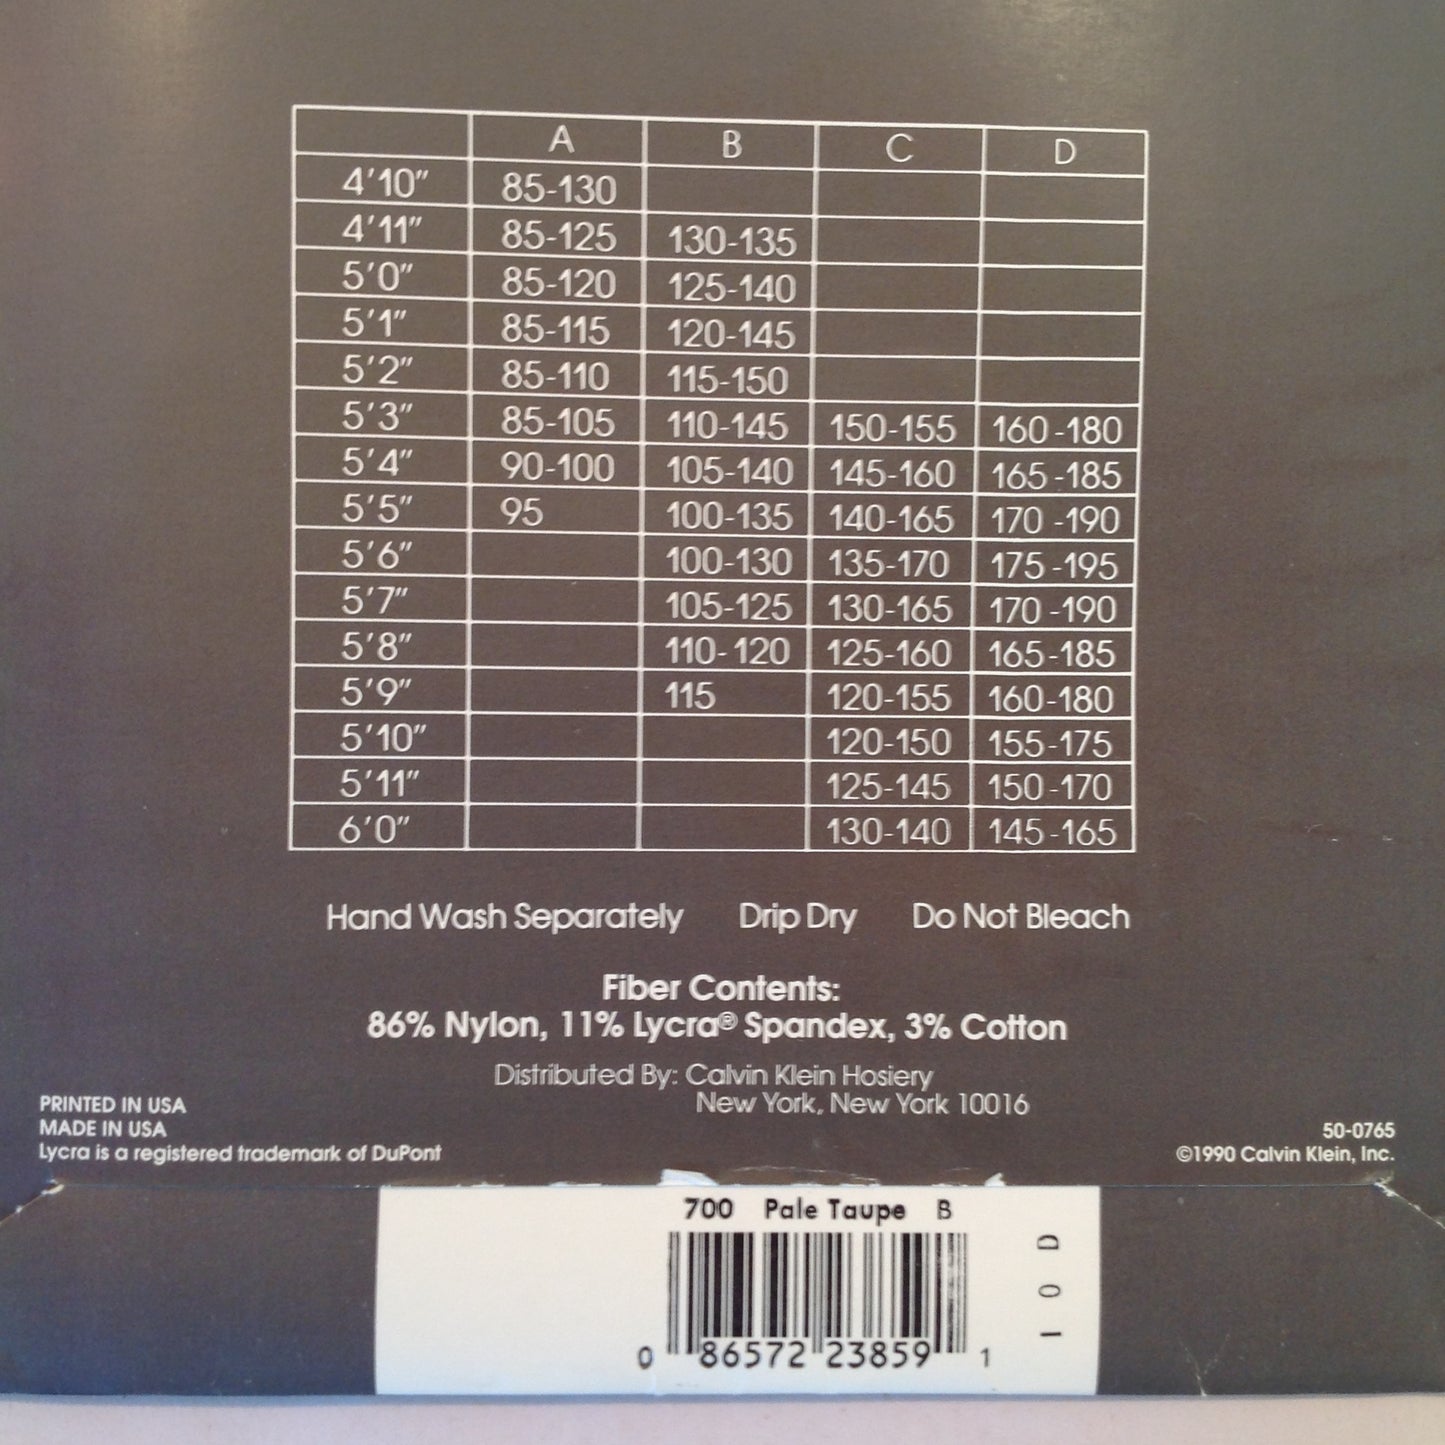 A B C D
4'10" 85-130
4'11" 85-125 130-135
5'0" 85-120 125-140
5'1" 85-115 120-145
5'2" 85-110 115-150
5'3" 85-105 110-145 150-155 160-180
5'4" 90-100 105-140 145-160 165-185
5'5" 95 100-135 140-165 170-190
5'6" 100-130 135-170 175-195
5'7" 105-125 130-165 170-190
5'8" 110-120 125-160 165-185
5'9" 115 120-155 160-180
5'10" 120-150 155-175
5'11" 125-145 150-170
6'0" 130-140 145-165
Hand Wash Separately Drip Dry Do Not Bleach
Fiber Contents:
86% Nylon, 11% Lycra® Spandex, 3% Cotton
Distributed By: Calvin Klein Hosiery
New York, New York 10016
PRINTED IN USA
MADE IN USA
Lycra is a registered trademark of DuPont
50-0765
©1990 Calvin Klein, Inc.
700 Pale Taupe B
0 86572 23859 1
I O D